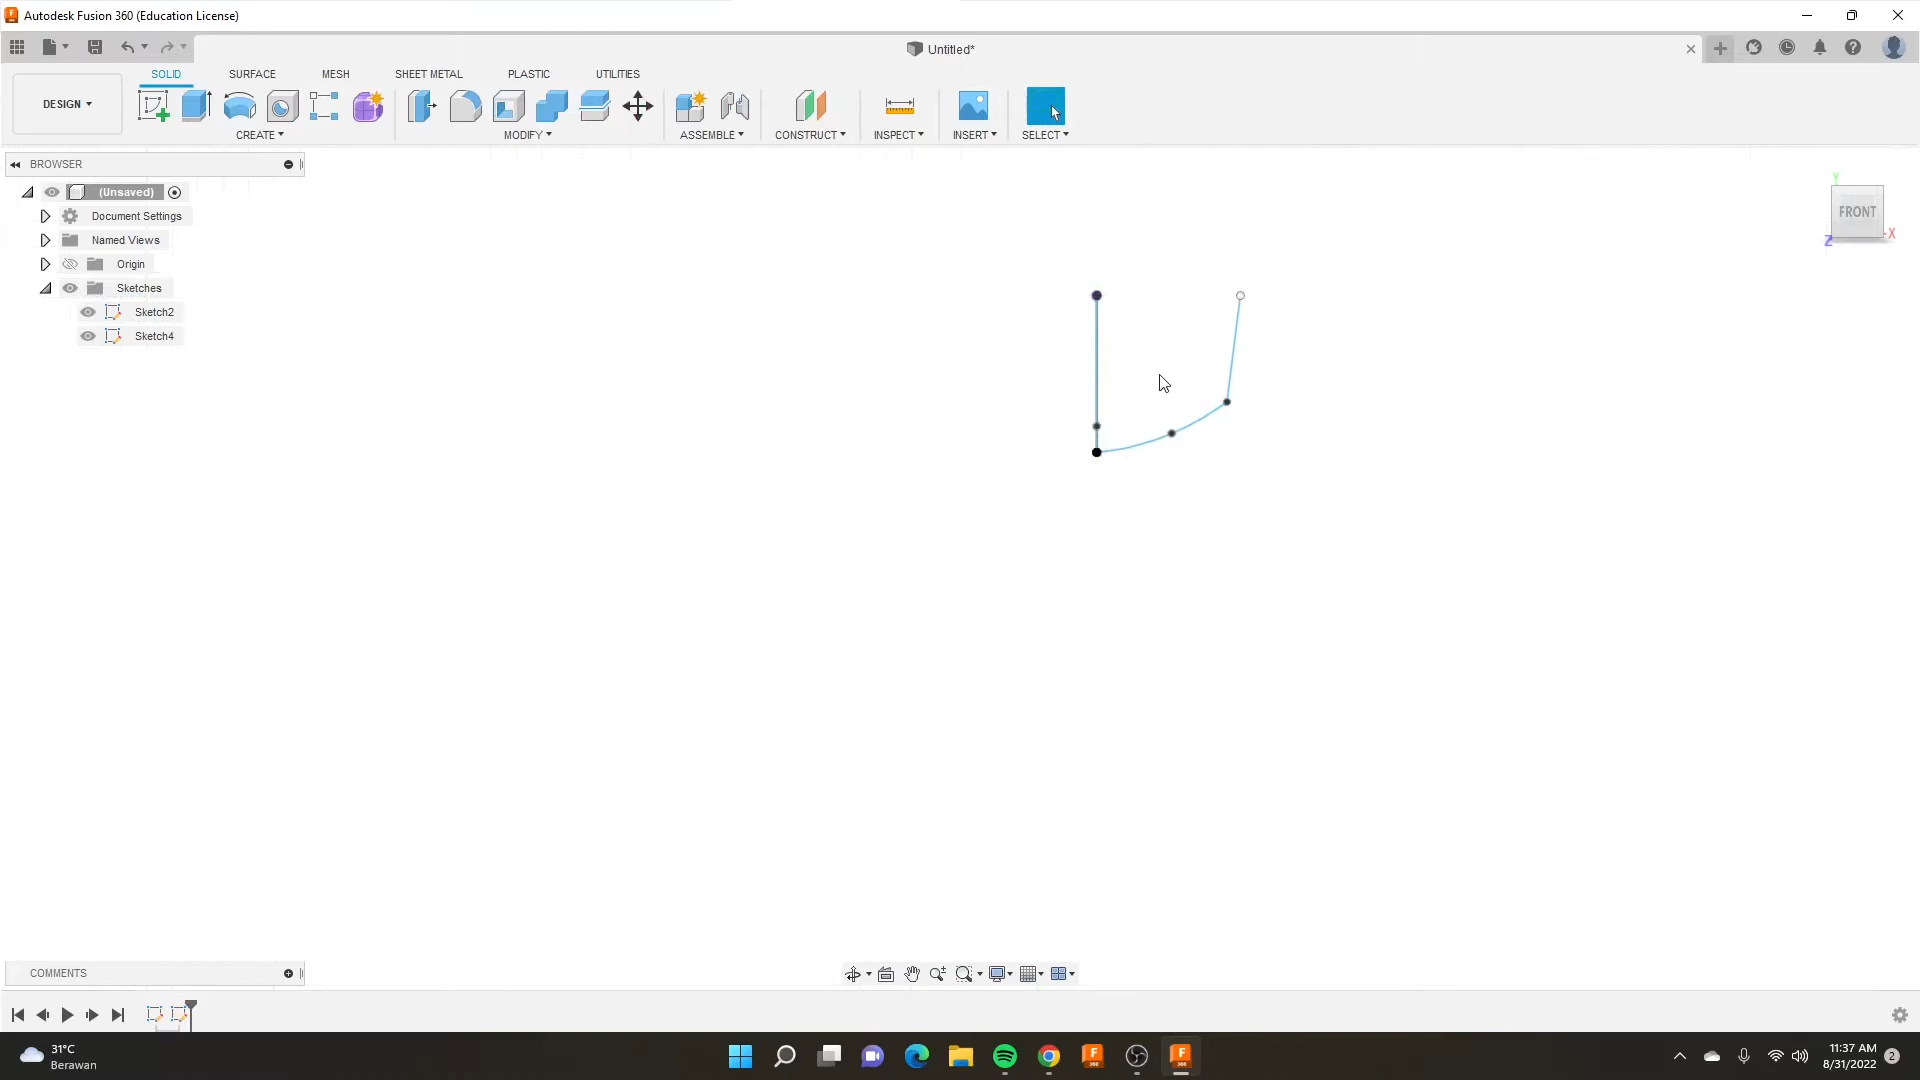 Autodesk Fusion 360 (Education License)
Untitled*
SOLID SURFACE MESH SHEET METAL PLASTIC UTILITIES
DESIGN
CREATE MODIFY ASSEMBLE CONSTRUCT INSPECT INSERT SELECT
BROWSER
(Unsaved)
Document Settings
Named Views
Origin
Sketches
Sketch2
Sketch4
Y
FRONT
X
Z
COMMENTS
31°C
Berawan
F
360
F
360
11:37 AM
8/31/2022
2